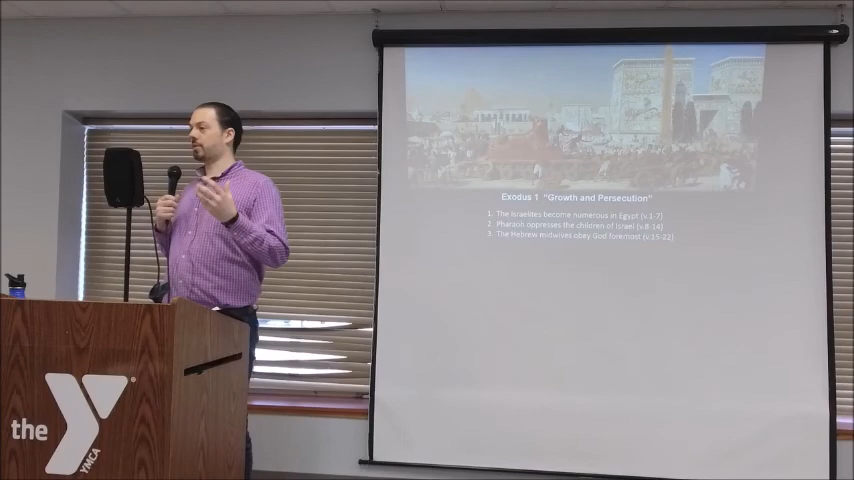 Exodus 1 "Growth and Persecution"
1. The Israelites become numerous in Egypt (v.1-7)
2. Pharaoh oppresses the children of Israel (v.8-14)
3. The Hebrew midwives obey God foremost (v.15-22)
the Y
YMCA